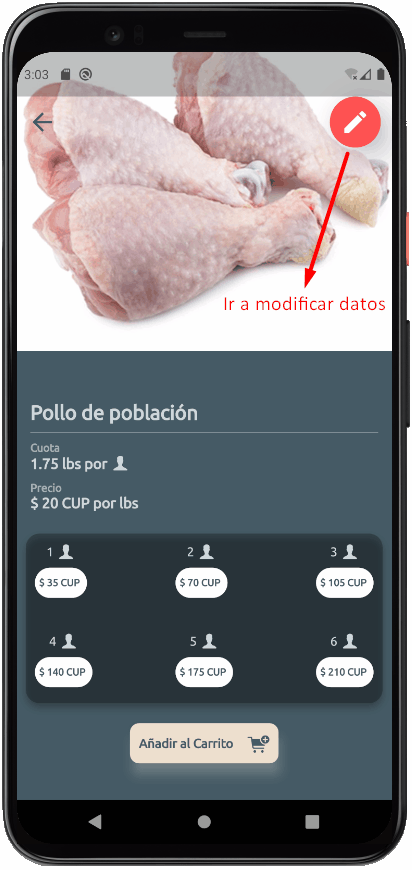 3:03
Ir a modificar datos
Pollo de población
Cuota
1.75 lbs por
Precio
$ 20 CUP por lbs
1 2 3
$ 35 CUP $ 70 CUP $ 105 CUP
4 5 6
$ 140 CUP $ 175 CUP $ 210 CUP
Añadir al Carrito